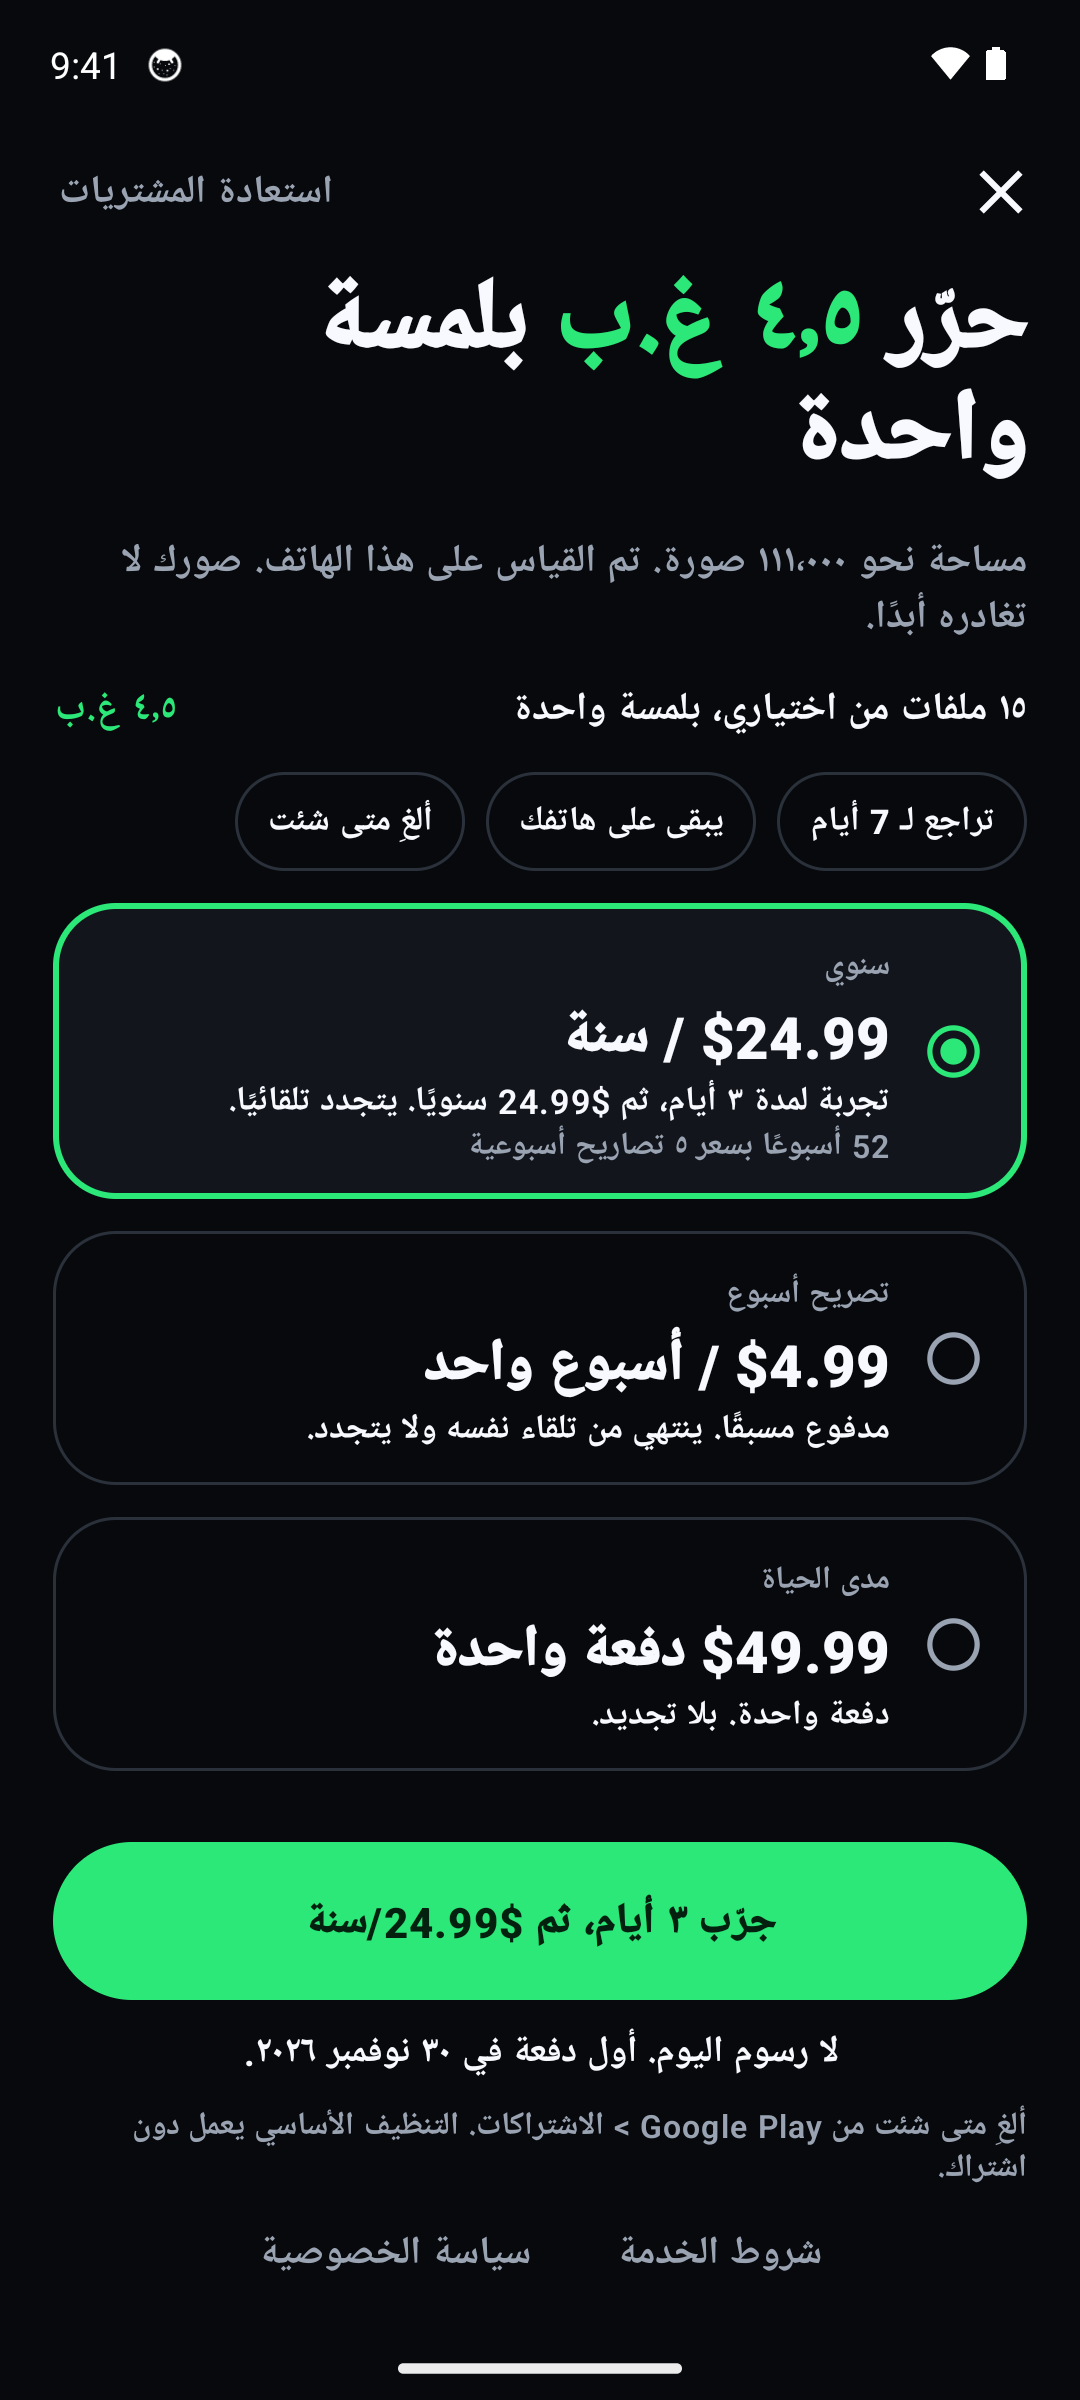 9:41
استعادة المشتريات
حرّر ٤٫٥ غ.ب بلمسة
واحدة
مساحة نحو ١١١،٠٠٠ صورة. تم القياس على هذا الهاتف. صورك لا
تغادره أبدًا.
١٥ ملفات من اختياري، بلمسة واحدة
٤٫٥ غ.ب
تراجع لـ 7 أيام
يبقى على هاتفك
ألغِ متى شئت
سنوي
$24.99 / سنة
تجربة لمدة ٣ أيام، ثم $24.99 سنويًا. يتجدد تلقائيًا.
52 أسبوعًا بسعر ٥ تصاريح أسبوعية
تصريح أسبوع
$4.99 / أسبوع واحد
مدفوع مسبقًا. ينتهي من تلقاء نفسه ولا يتجدد.
مدى الحياة
$49.99 دفعة واحدة
دفعة واحدة. بلا تجديد.
جرّب ٣ أيام، ثم $24.99/سنة
لا رسوم اليوم. أول دفعة في ٣٠ نوفمبر ٢٠٢٦.
ألغِ متى شئت من Google Play > الاشتراكات. التنظيف الأساسي يعمل دون
اشتراك.
شروط الخدمة
سياسة الخصوصية